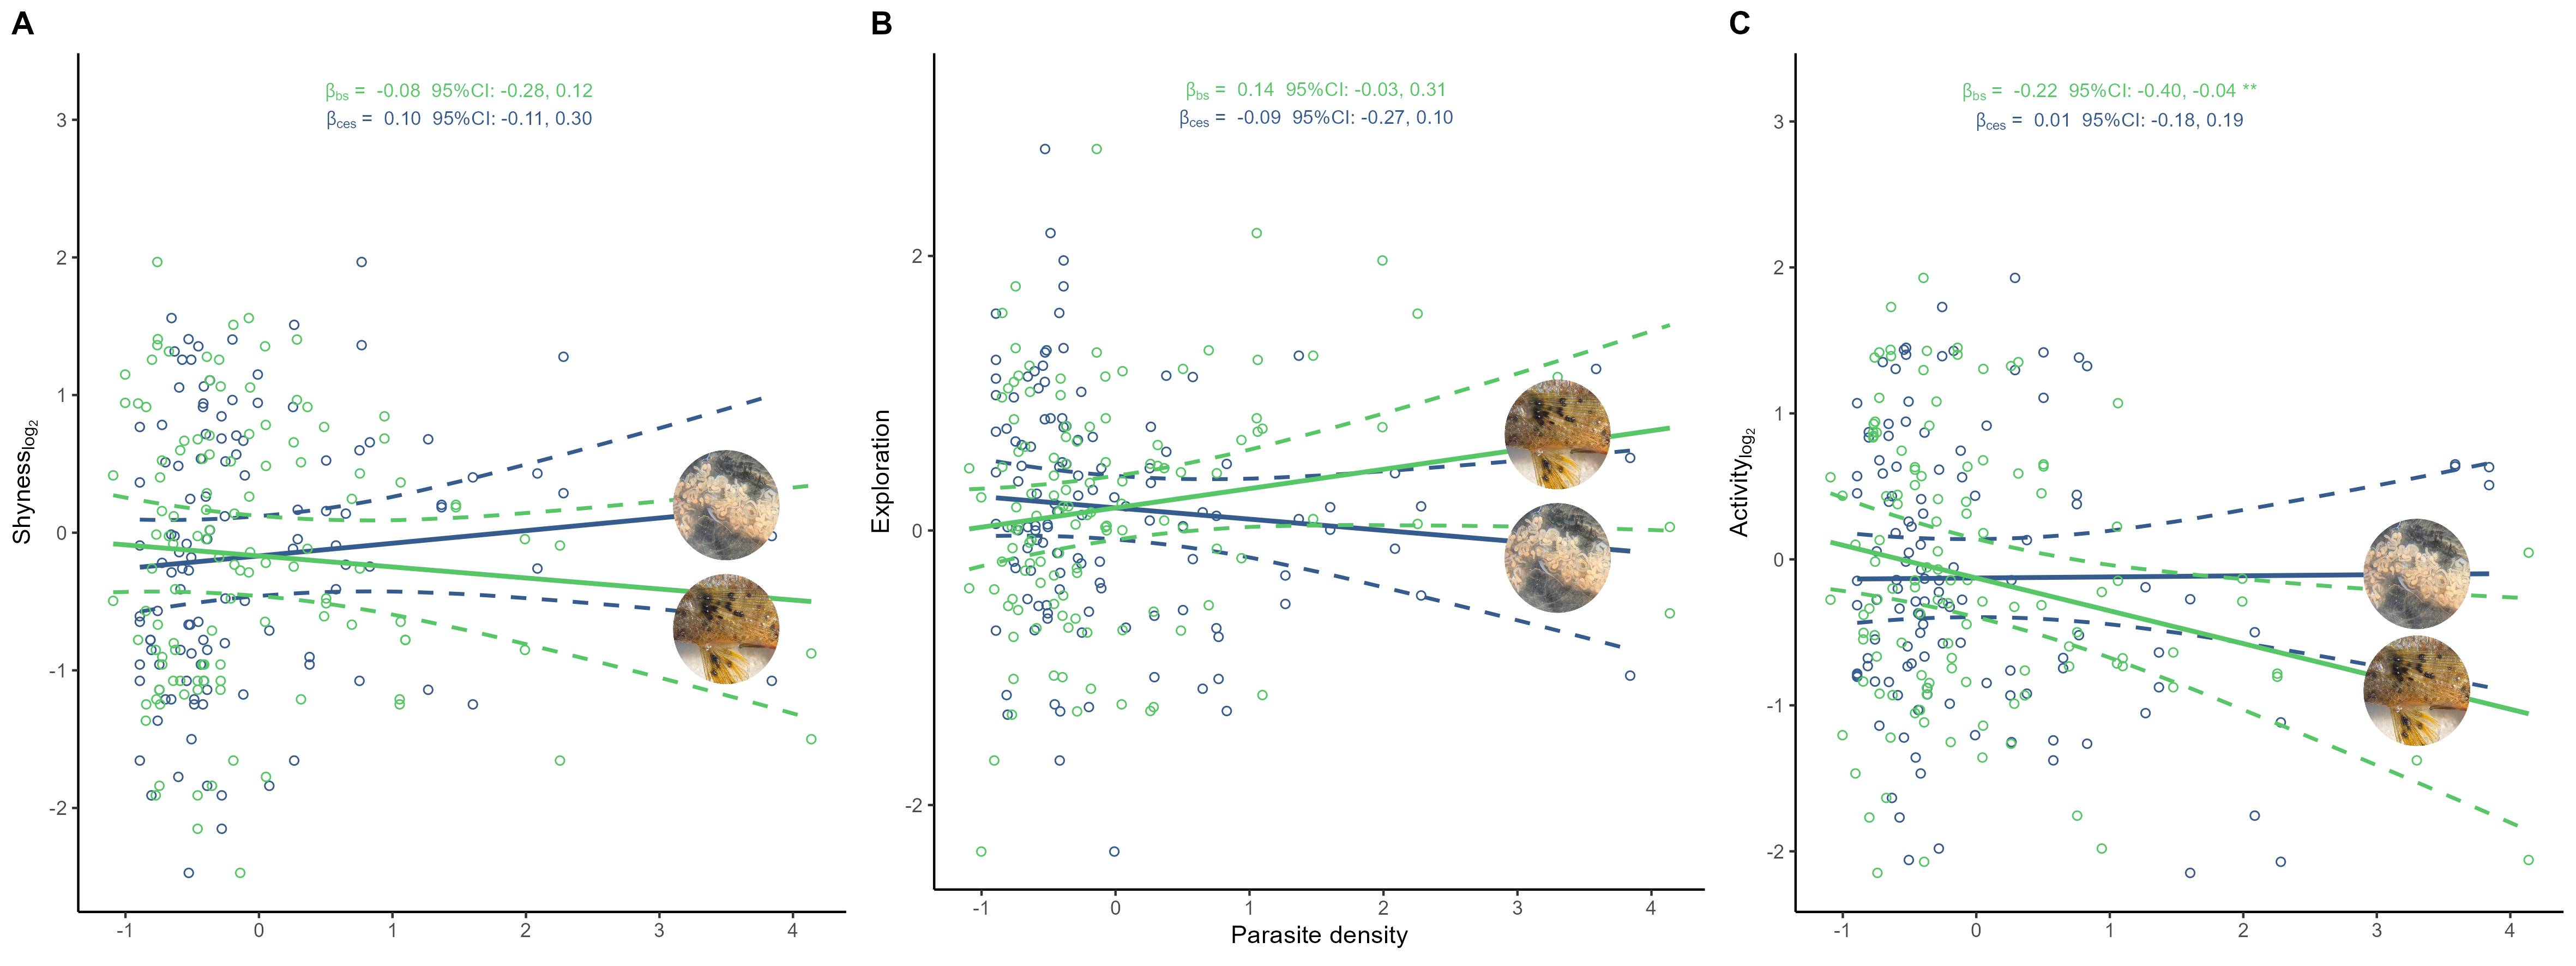 A
βbs = -0.08 95%CI: -0.28, 0.12
βces = 0.10 95%CI: -0.11, 0.30
3
2
1
0
-1
-2
Shynesslog2
-1 0 1 2 3 4
B
βbs = 0.14 95%CI: -0.03, 0.31
βces = -0.09 95%CI: -0.27, 0.10
2
0
-2
Exploration
-1 0 1 2 3 4
Parasite density
C
βbs = -0.22 95%CI: -0.40, -0.04 **
βces = 0.01 95%CI: -0.18, 0.19
3
2
1
0
-1
-2
Activitylog2
-1 0 1 2 3 4